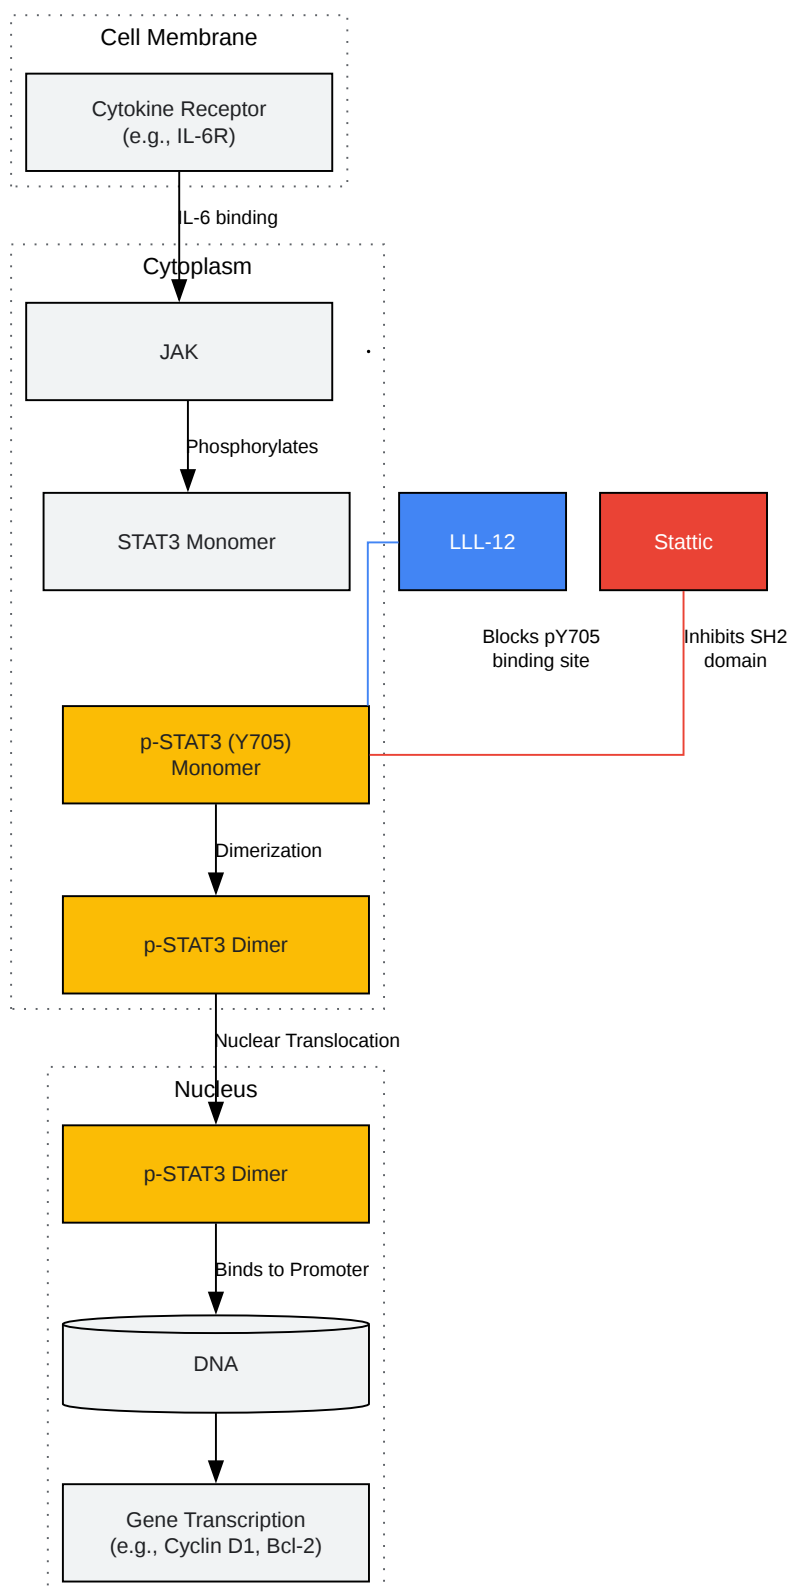 Cell Membrane
Cytokine Receptor
(e.g., IL-6R)
IL-6 binding
Cytoplasm
JAK
Phosphorylates
STAT3 Monomer
LLL-12
Stattic
Blocks pY705
binding site
Inhibits SH2
domain
p-STAT3 (Y705)
Monomer
Dimerization
p-STAT3 Dimer
Nuclear Translocation
Nucleus
p-STAT3 Dimer
Binds to Promoter
DNA
Gene Transcription
(e.g., Cyclin D1, Bcl-2)